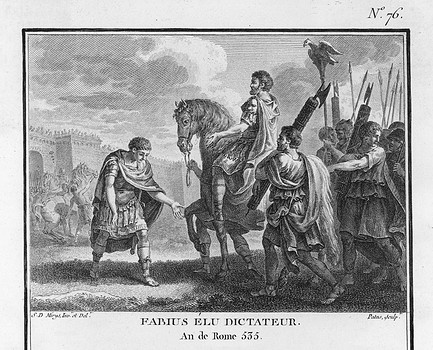 N.º 76.
S. D. Mirys, Inv. et Del.
Patas, Sculp.
FABIUS ÉLU DICTATEUR.
An de Rome 535.